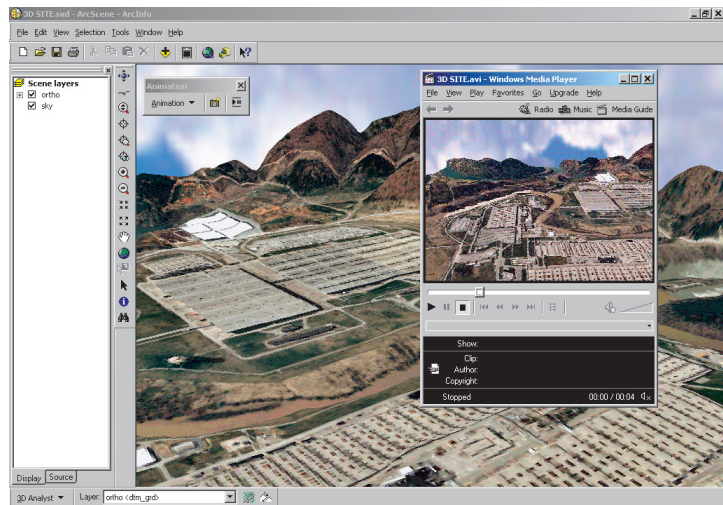 3D SITE.sxd - ArcScene - ArcInfo
File Edit View Selection Tools Window Help
Scene layers
ortho
sky
Animation
Animation
3D SITE.avi - Windows Media Player
File View Play Favorites Go Upgrade Help
Radio Music Media Guide
Show:
Clip:
Author:
Copyright:
Stopped 00:00 / 00:04
Display Source
3D Analyst Layer: ortho <dtm_grd>